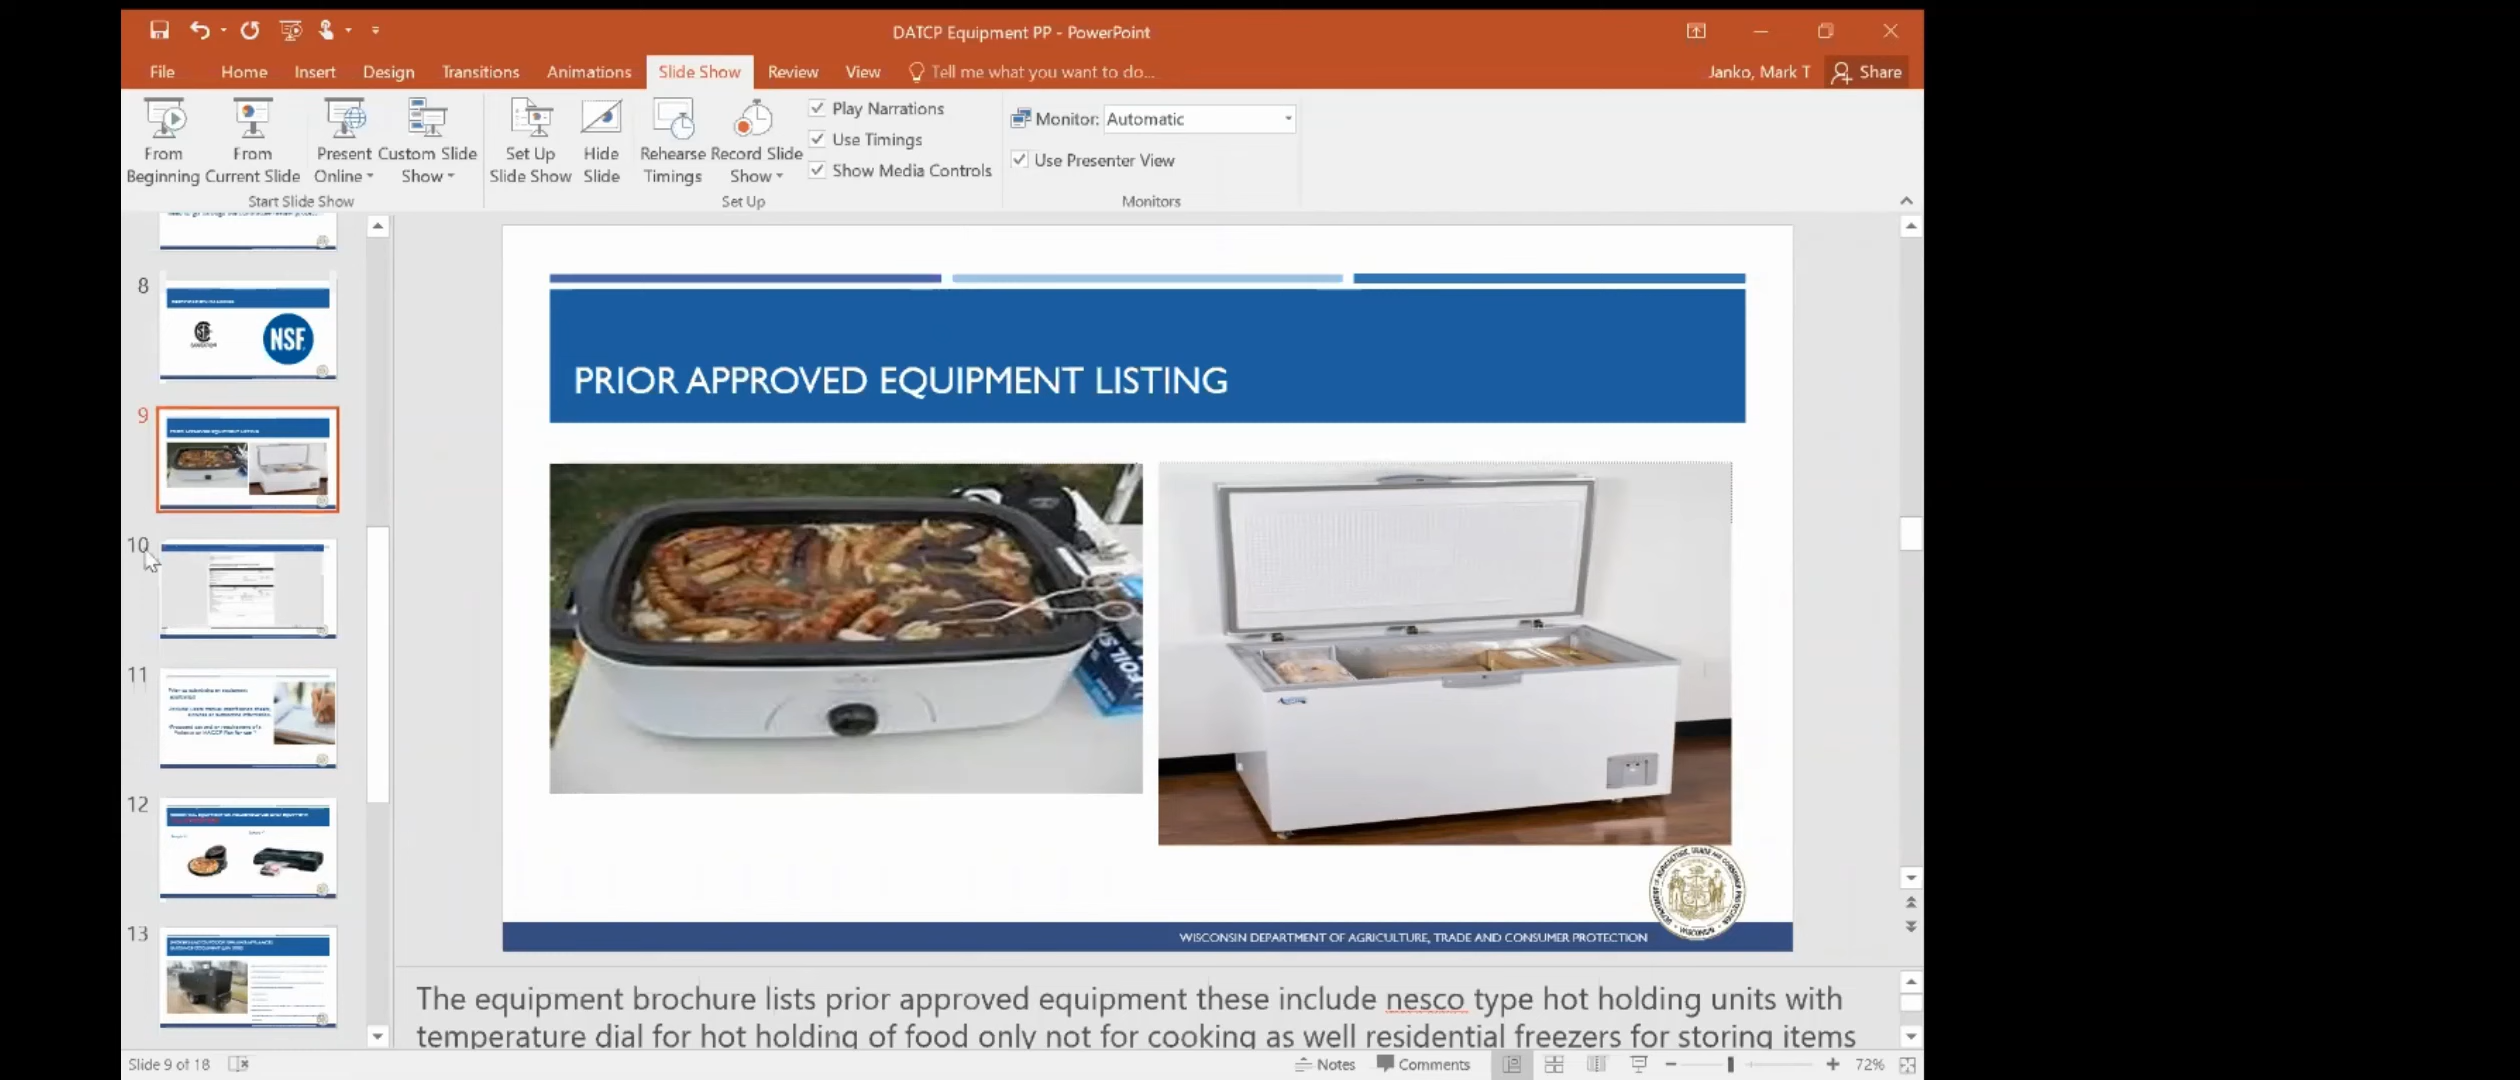 DATCP Equipment PP - PowerPoint
File Home Insert Design Transitions Animations Slide Show Review View Tell me what you want to do... Janko, Mark T Share
From Beginning
From Current Slide
Present Online
Custom Slide Show
Start Slide Show
Set Up Slide Show
Hide Slide
Rehearse Timings
Record Slide Show
Play Narrations
Use Timings
Show Media Controls
Set Up
Monitor: Automatic
Use Presenter View
Monitors
8
NSF
9
10
11
12
13
PRIOR APPROVED EQUIPMENT LISTING
FOIL
WISCONSIN DEPARTMENT OF AGRICULTURE, TRADE AND CONSUMER PROTECTION
The equipment brochure lists prior approved equipment these include nesco type hot holding units with
temperature dial for hot holding of food only not for cooking as well residential freezers for storing items
Slide 9 of 18 Notes Comments 72%